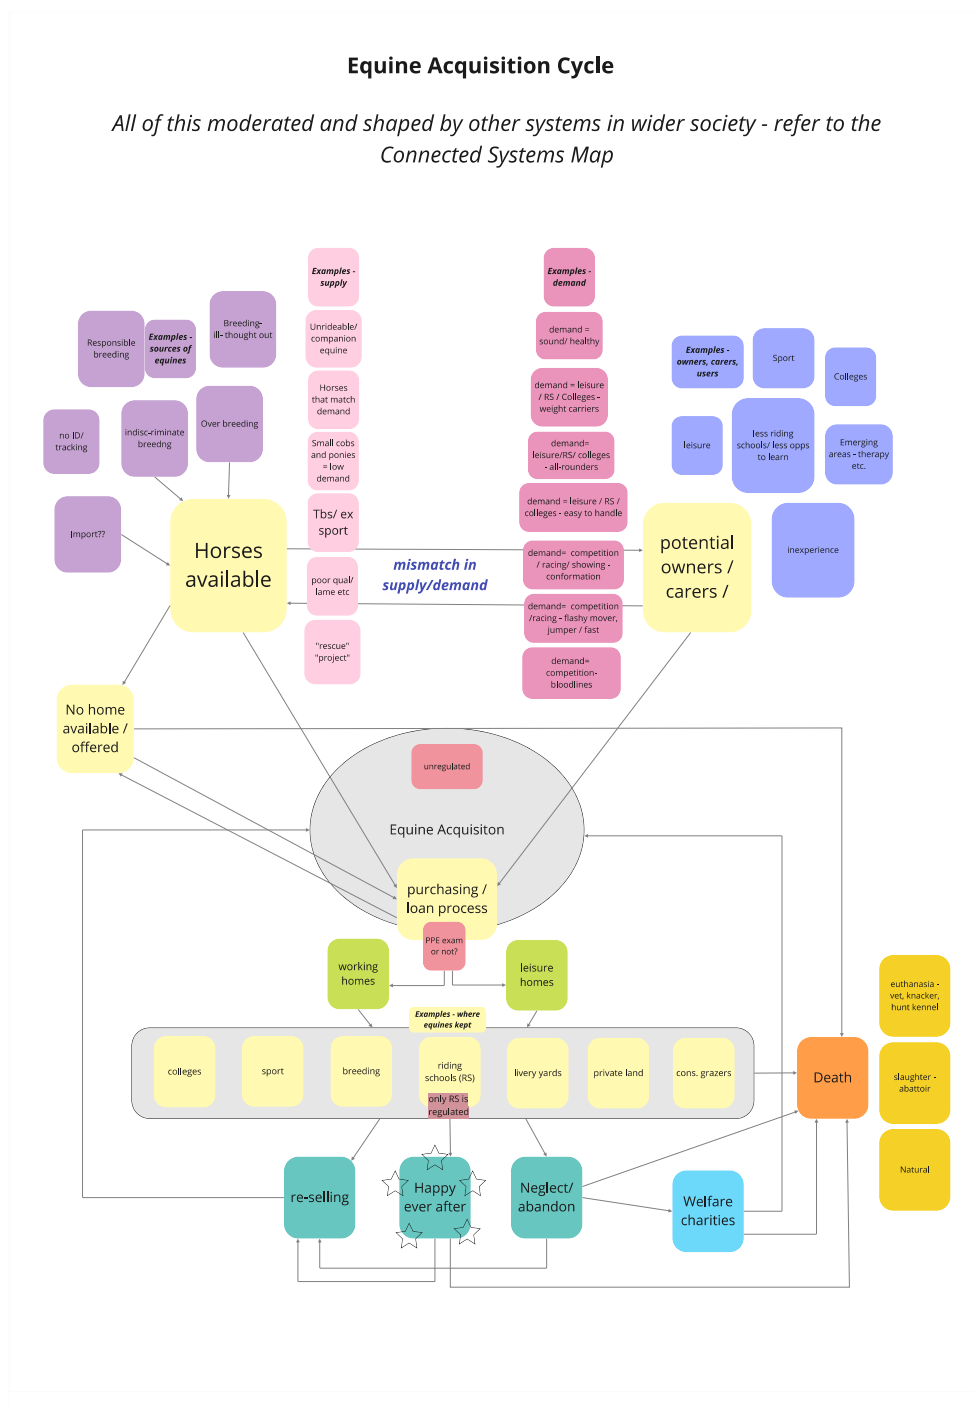 Equine Acquisition Cycle
All of this moderated and shaped by other systems in wider society - refer to the
Connected Systems Map
Examples -
supply
Examples -
demand
Responsible
breeding
Examples -
sources of
equines
Breeding-
ill- thought out
Unrideable/
companion
equine
demand =
sound/ healthy
Examples -
owners, carers,
users
Sport
Colleges
no ID/
tracking
indisc-riminate
breedng
Over breeding
Horses
that match
demand
demand = leisure
/ RS / Colleges -
weight carriers
leisure
less riding
schools/ less opps
to learn
Emerging
areas - therapy
etc.
Small cobs
and ponies
= low
demand
demand=
leisure/RS/ colleges
- all-rounders
Import??
Horses
available
Tbs/ ex
sport
demand = leisure / RS /
colleges - easy to handle
potential
owners /
carers /
inexperience
mismatch in
supply/demand
poor qual/
lame etc
demand= competition
/ racing/ showing -
conformation
demand= competition
/racing - flashy mover,
jumper / fast
"rescue"
"project"
demand=
competition-
bloodlines
No home
available /
offered
unregulated
Equine Acquisiton
purchasing /
loan process
PPE exam
or not?
working
homes
leisure
homes
Examples - where
equines kept
colleges
sport
breeding
riding
schools (RS)
only RS is
regulated
livery yards
private land
cons. grazers
Death
euthanasia -
vet, knacker,
hunt kennel
slaughter -
abattoir
Natural
re-selling
Happy
ever after
Neglect/
abandon
Welfare
charities